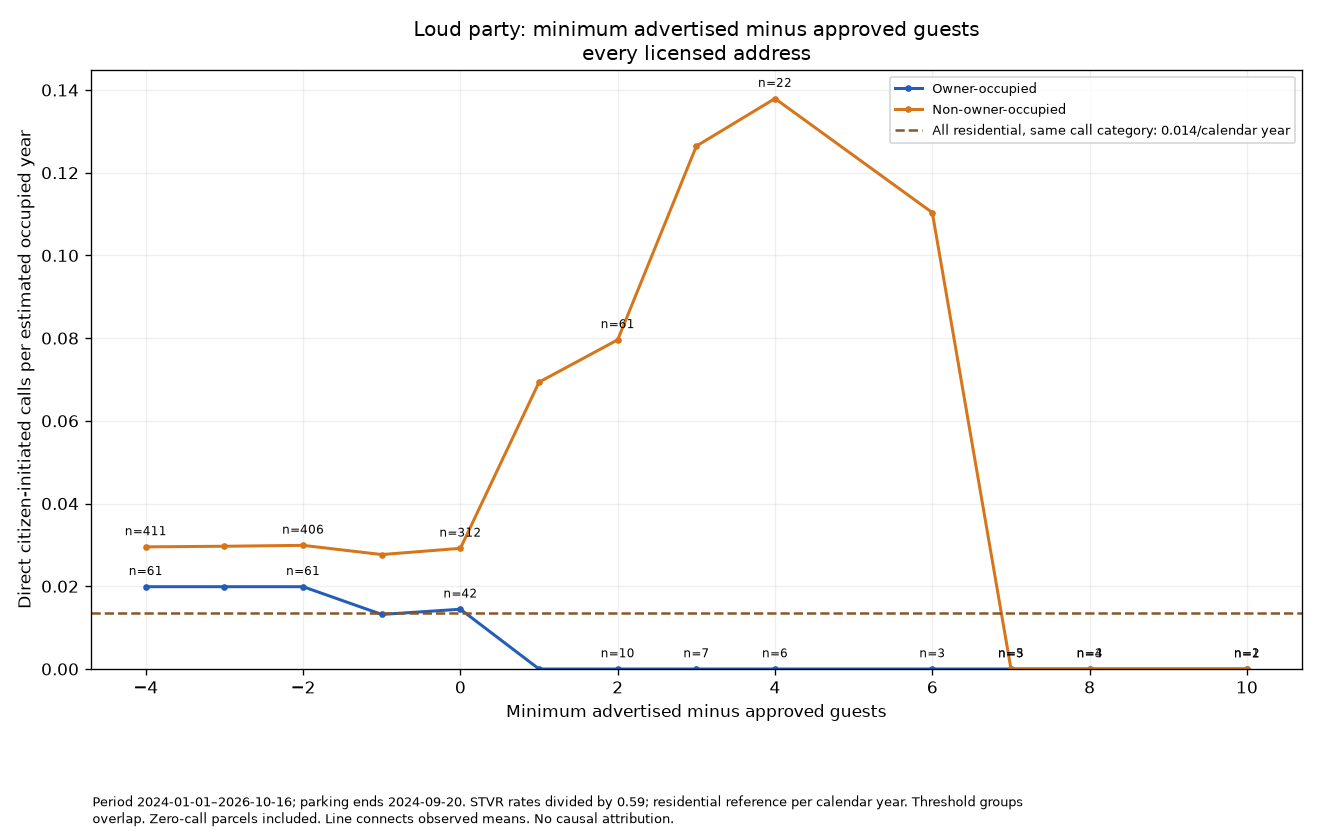 Loud party: minimum advertised minus approved guests
every licensed address
Direct citizen-initiated calls per estimated occupied year
0.14
0.12
0.10
0.08
0.06
0.04
0.02
0.00
Owner-occupied
Non-owner-occupied
All residential, same call category: 0.014/calendar year
n=22
n=61
n=411
n=406
n=312
n=61
n=61
n=42
n=10
n=7
n=6
n=3
−4
−2
0
2
4
6
8
10
Minimum advertised minus approved guests
Period 2024-01-01–2026-10-16; parking ends 2024-09-20. STVR rates divided by 0.59; residential reference per calendar year. Threshold groups
overlap. Zero-call parcels included. Line connects observed means. No causal attribution.